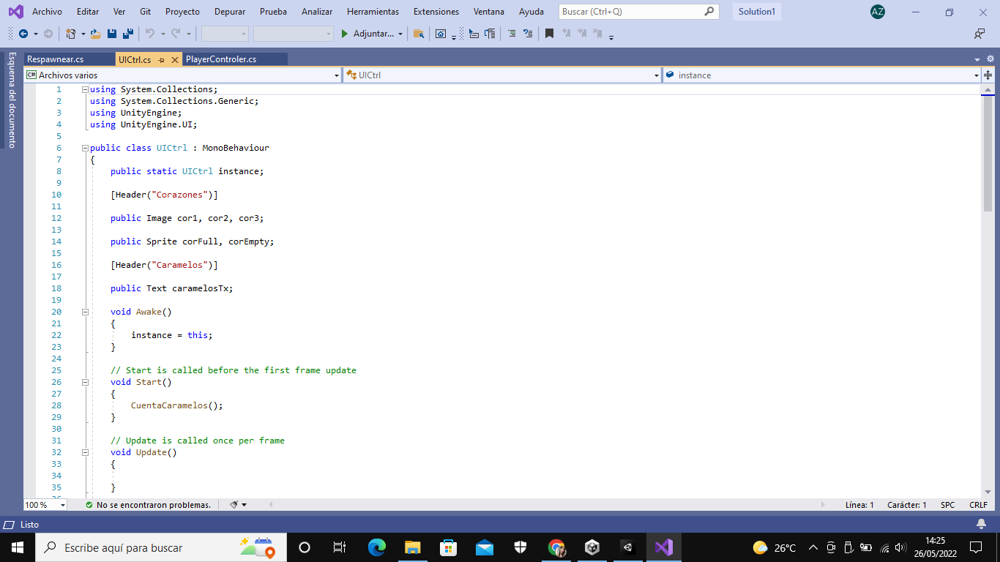 Archivo Editar Ver Git Proyecto Depurar Prueba Analizar Herramientas Extensiones Ventana Ayuda Buscar (Ctrl+Q) Solution1 AZ
Adjuntar...
Esquema del documento
Respawnear.cs UICtrl.cs PlayerControler.cs
C# Archivos varios UICtrl instance
1 using System.Collections;
2 using System.Collections.Generic;
3 using UnityEngine;
4 using UnityEngine.UI;
5
6 public class UICtrl : MonoBehaviour
7 {
8 public static UICtrl instance;
9
10 [Header("Corazones")]
11
12 public Image cor1, cor2, cor3;
13
14 public Sprite corFull, corEmpty;
15
16 [Header("Caramelos")]
17
18 public Text caramelosTx;
19
20 void Awake()
21 {
22 instance = this;
23 }
24
25 // Start is called before the first frame update
26 void Start()
27 {
28 CuentaCaramelos();
29 }
30
31 // Update is called once per frame
32 void Update()
33 {
34
35 }
100 % No se encontraron problemas. Línea: 1 Carácter: 1 SPC CRLF
Listo
Escribe aquí para buscar 26°C 14:25
26/05/2022